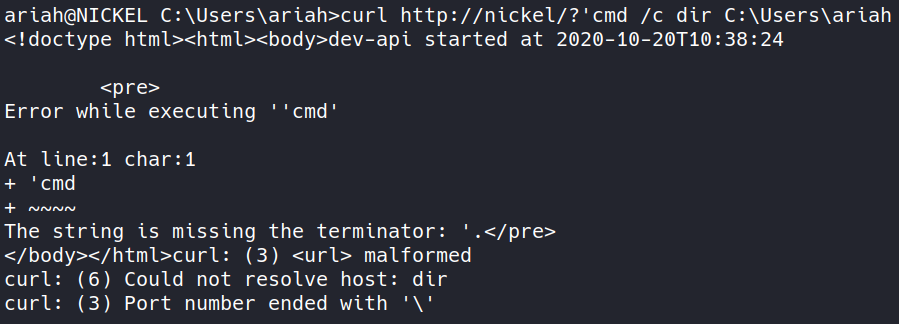 ariah@NICKEL C:\Users\ariah>curl http://nickel/?'cmd /c dir C:\Users\ariah
<!doctype html><html><body>dev-api started at 2020-10-20T10:38:24
<pre>
Error while executing ''cmd'
At line:1 char:1
+ 'cmd
+ ~~~~
The string is missing the terminator: '.</pre>
</body></html>curl: (3) <url> malformed
curl: (6) Could not resolve host: dir
curl: (3) Port number ended with '\'